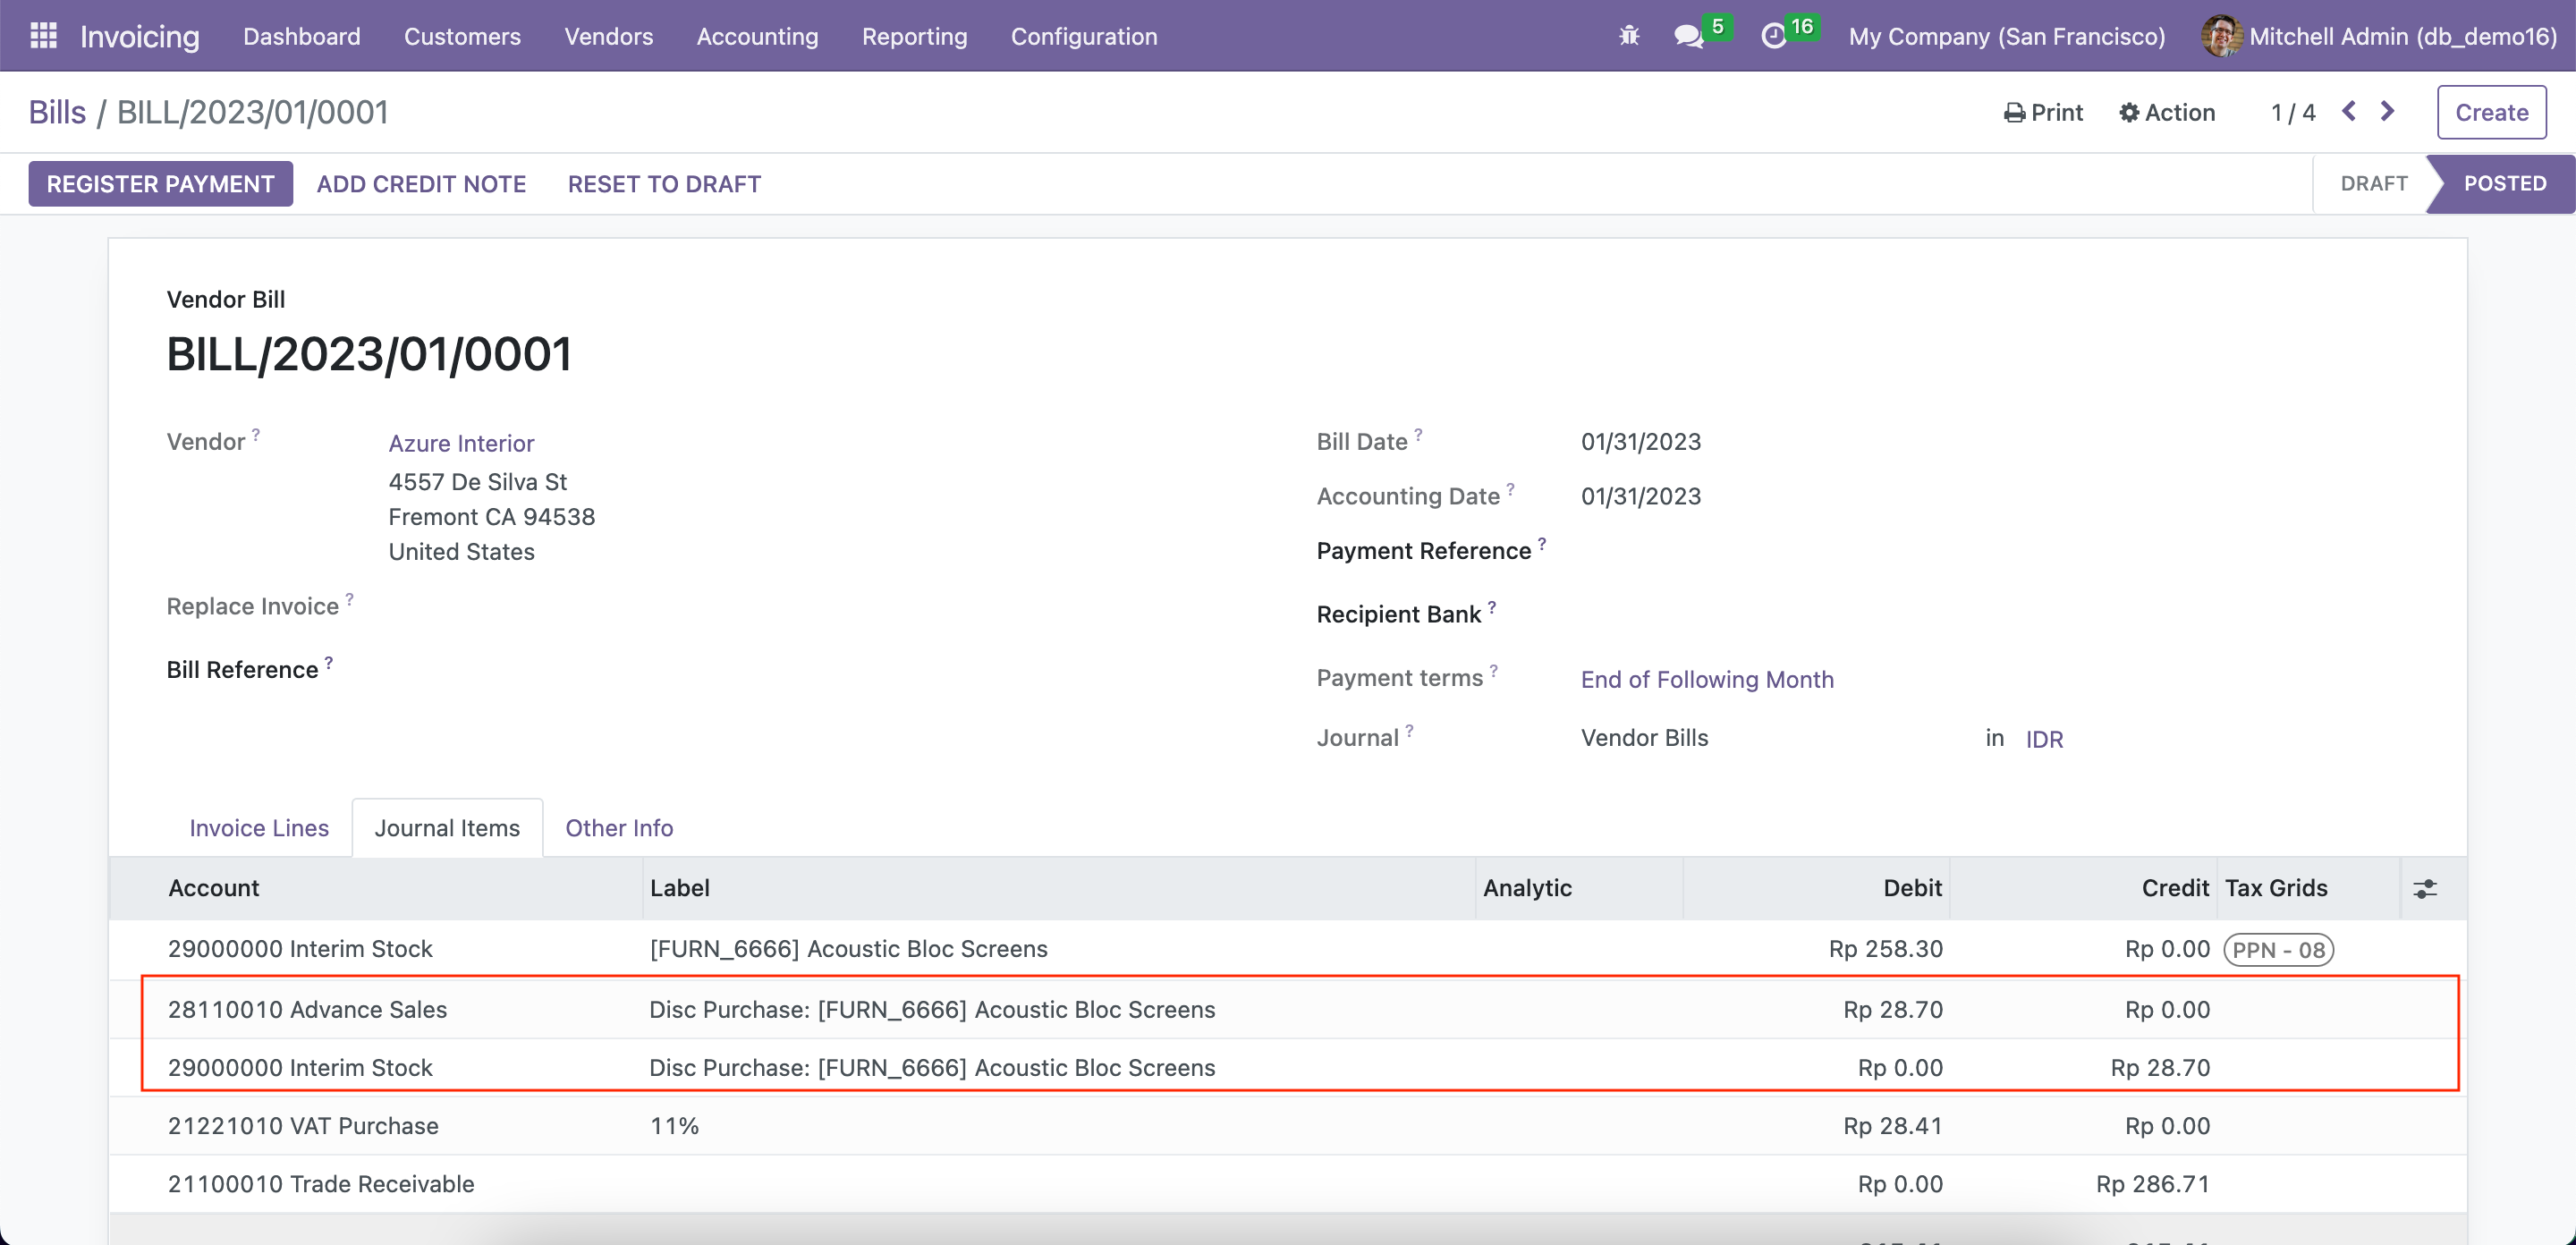 Invoicing Dashboard Customers Vendors Accounting Reporting Configuration 5 16 My Company (San Francisco) Mitchell Admin (db_demo16)
Bills / BILL/2023/01/0001 Print Action 1 / 4 Create
REGISTER PAYMENT ADD CREDIT NOTE RESET TO DRAFT DRAFT POSTED
Vendor Bill
BILL/2023/01/0001
Vendor ? Azure Interior
4557 De Silva St
Fremont CA 94538
United States
Replace Invoice ?
Bill Reference ?
Bill Date ? 01/31/2023
Accounting Date ? 01/31/2023
Payment Reference ?
Recipient Bank ?
Payment terms ? End of Following Month
Journal ? Vendor Bills in IDR
Invoice Lines Journal Items Other Info
Account Label Analytic Debit Credit Tax Grids
29000000 Interim Stock [FURN_6666] Acoustic Bloc Screens Rp 258.30 Rp 0.00 PPN - 08
28110010 Advance Sales Disc Purchase: [FURN_6666] Acoustic Bloc Screens Rp 28.70 Rp 0.00
29000000 Interim Stock Disc Purchase: [FURN_6666] Acoustic Bloc Screens Rp 0.00 Rp 28.70
21221010 VAT Purchase 11% Rp 28.41 Rp 0.00
21100010 Trade Receivable Rp 0.00 Rp 286.71